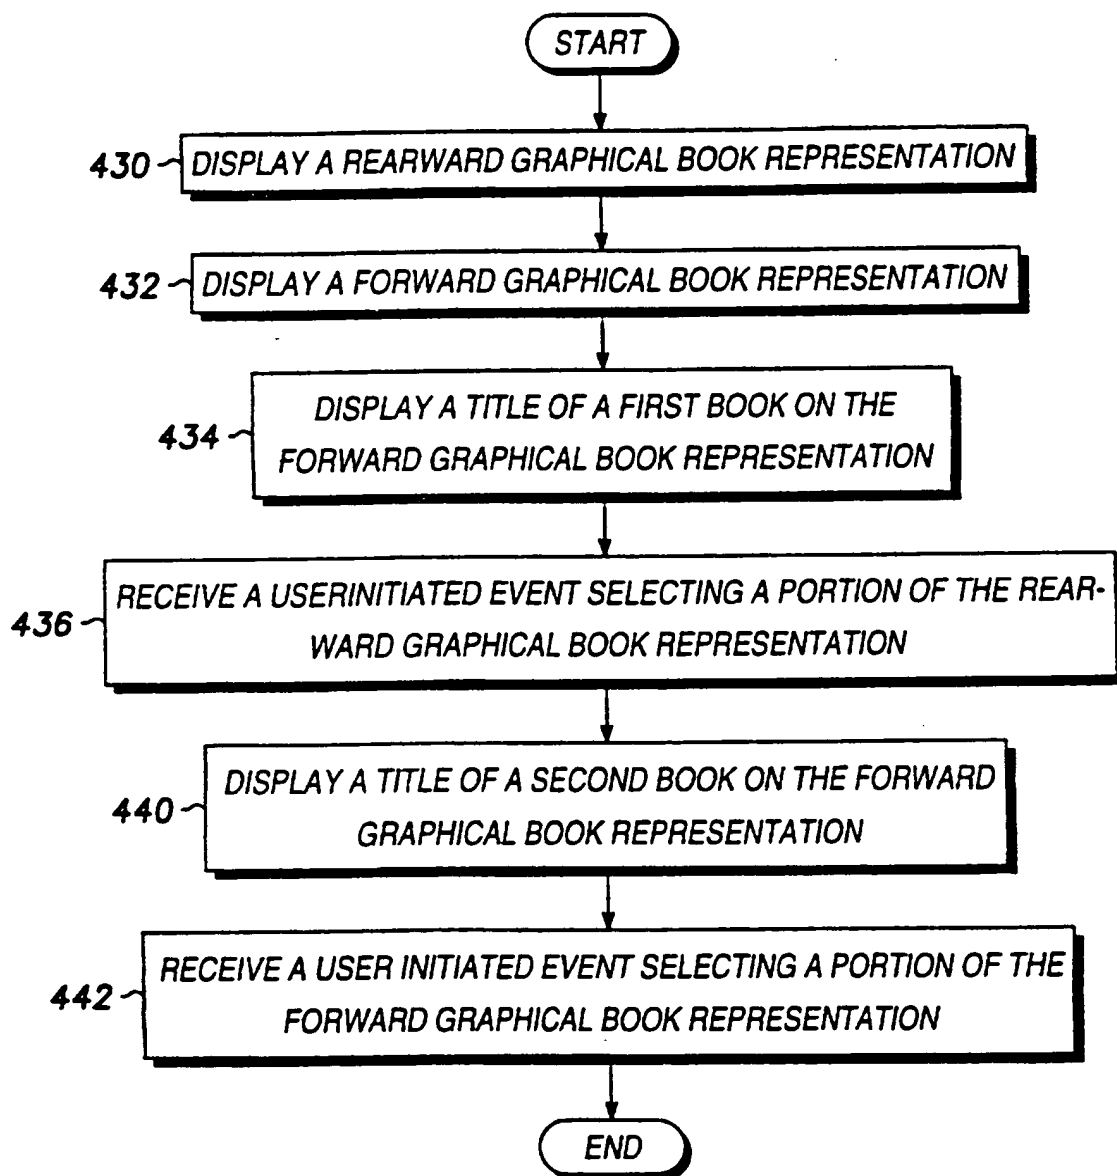 START
430 DISPLAY A REARWARD GRAPHICAL BOOK REPRESENTATION
432 DISPLAY A FORWARD GRAPHICAL BOOK REPRESENTATION
DISPLAY A TITLE OF A FIRST BOOK ON THE
434
FORWARD GRAPHICAL BOOK REPRESENTATION
RECEIVE A USERINITIATED EVENT SELECTING A PORTION OF THE REAR-
436
WARD GRAPHICAL BOOK REPRESENTATION
DISPLAY A TITLE OF A SECOND BOOK ON THE FORWARD
440
GRAPHICAL BOOK REPRESENTATION
RECEIVE A USER INITIATED EVENT SELECTING A PORTION OF THE
442
FORWARD GRAPHICAL BOOK REPRESENTATION
END